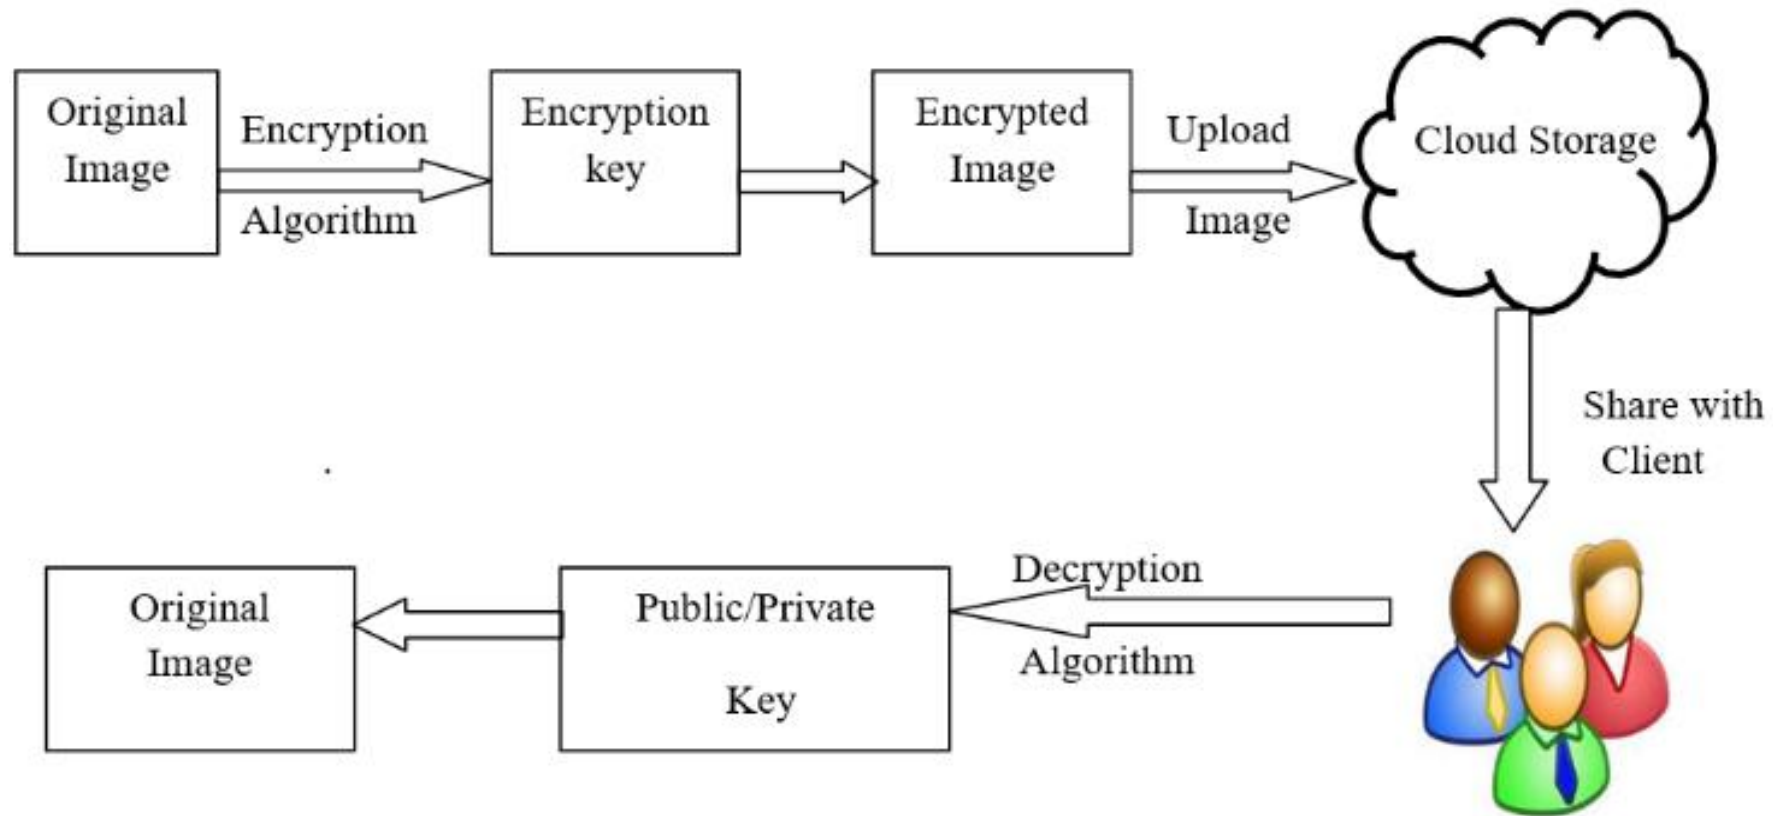 Original
Image
Encryption
Algorithm
Encryption
key
Encrypted
Image
Upload
Image
Cloud Storage
Share with
Client
Decryption
Algorithm
Public/Private
Key
Original
Image